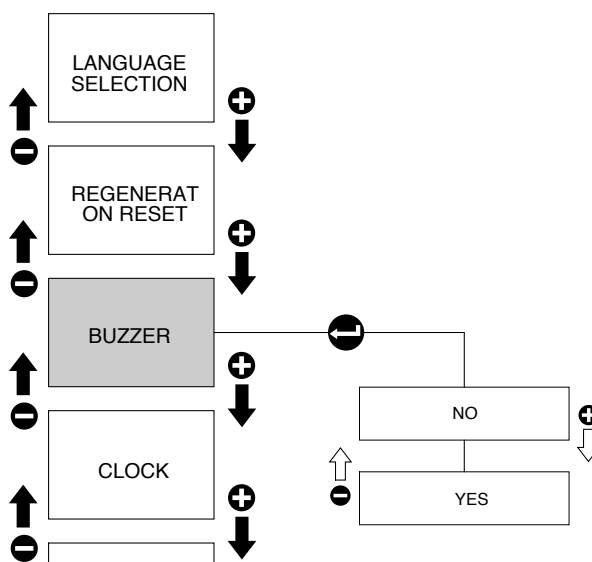 LANGUAGE
SELECTION
REGENERAT
ON RESET
BUZZER
NO
CLOCK
YES